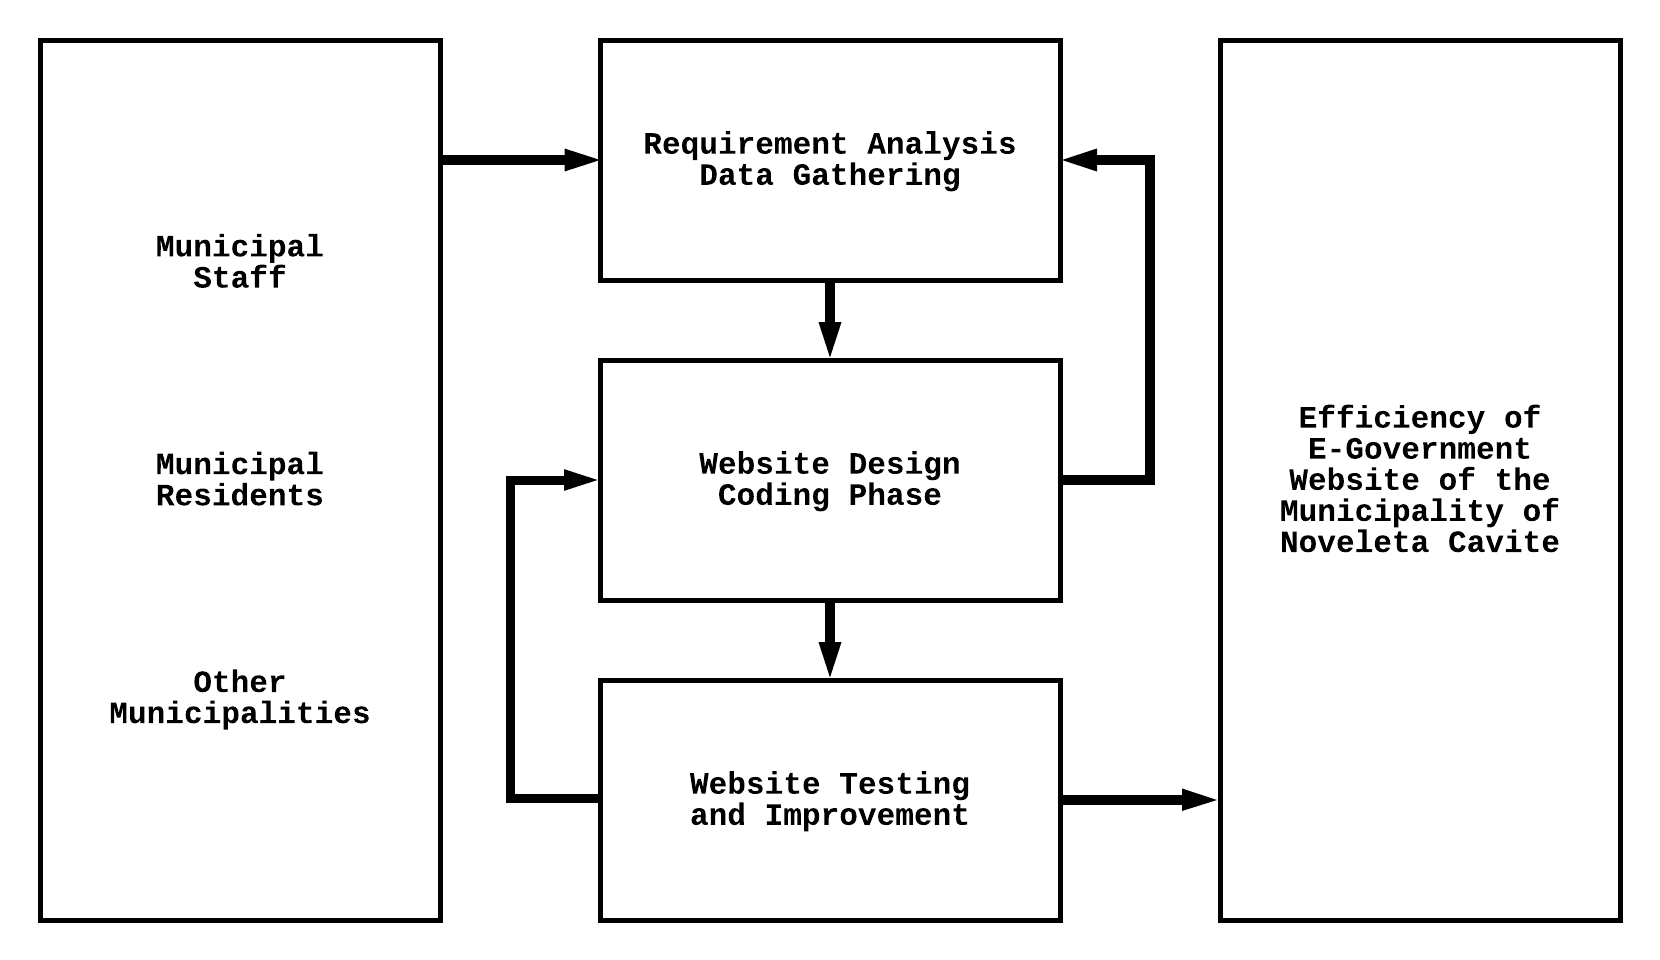 Municipal
Staff
Municipal
Residents
Other
Municipalities
Requirement Analysis
Data Gathering
Website Design
Coding Phase
Website Testing
and Improvement
Efficiency of
E-Government
Website of the
Municipality of
Noveleta Cavite